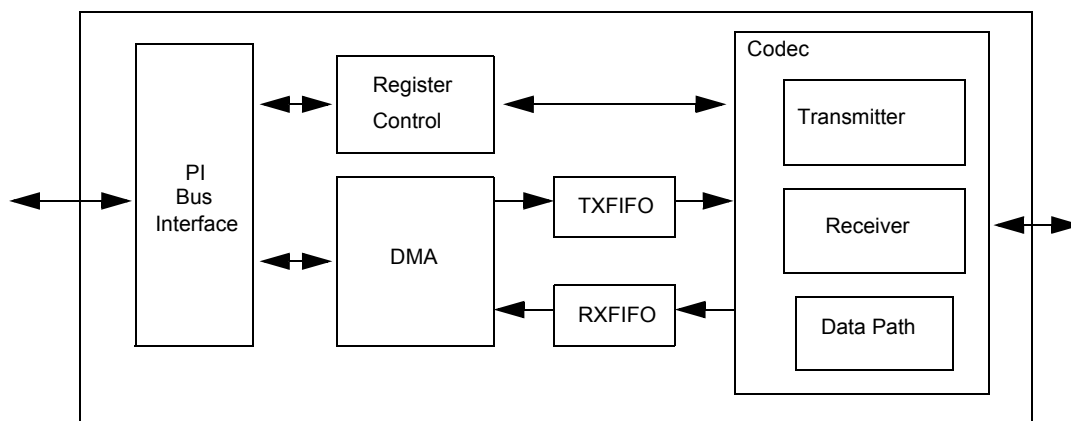 Codec
Register
Control
Transmitter
PI
Bus
Interface
TXFIFO
Receiver
DMA
RXFIFO
Data Path